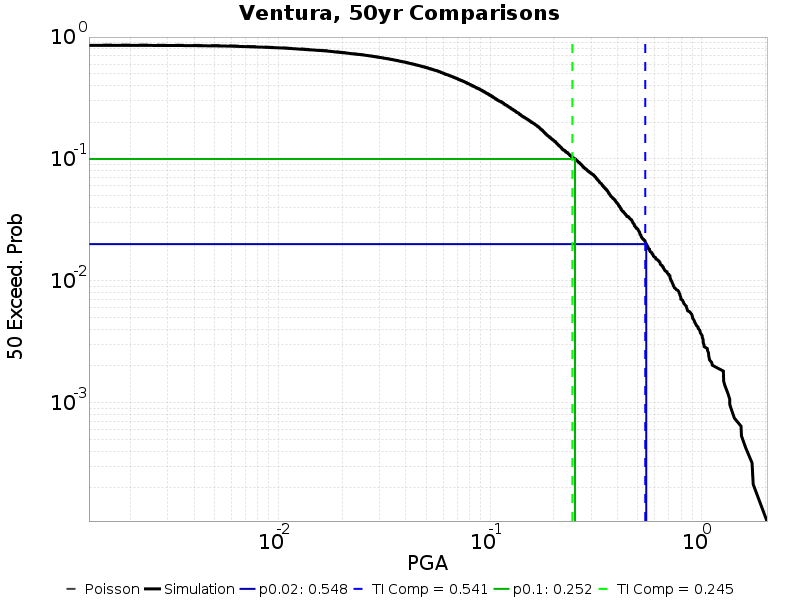 Ventura, 50yr Comparisons
10^0
10^-1
10^-2
10^-3
50 Exceed. Prob
10^-2 10^-1 10^0
PGA
Poisson Simulation p0.02: 0.548 TI Comp = 0.541 p0.1: 0.252 TI Comp = 0.245